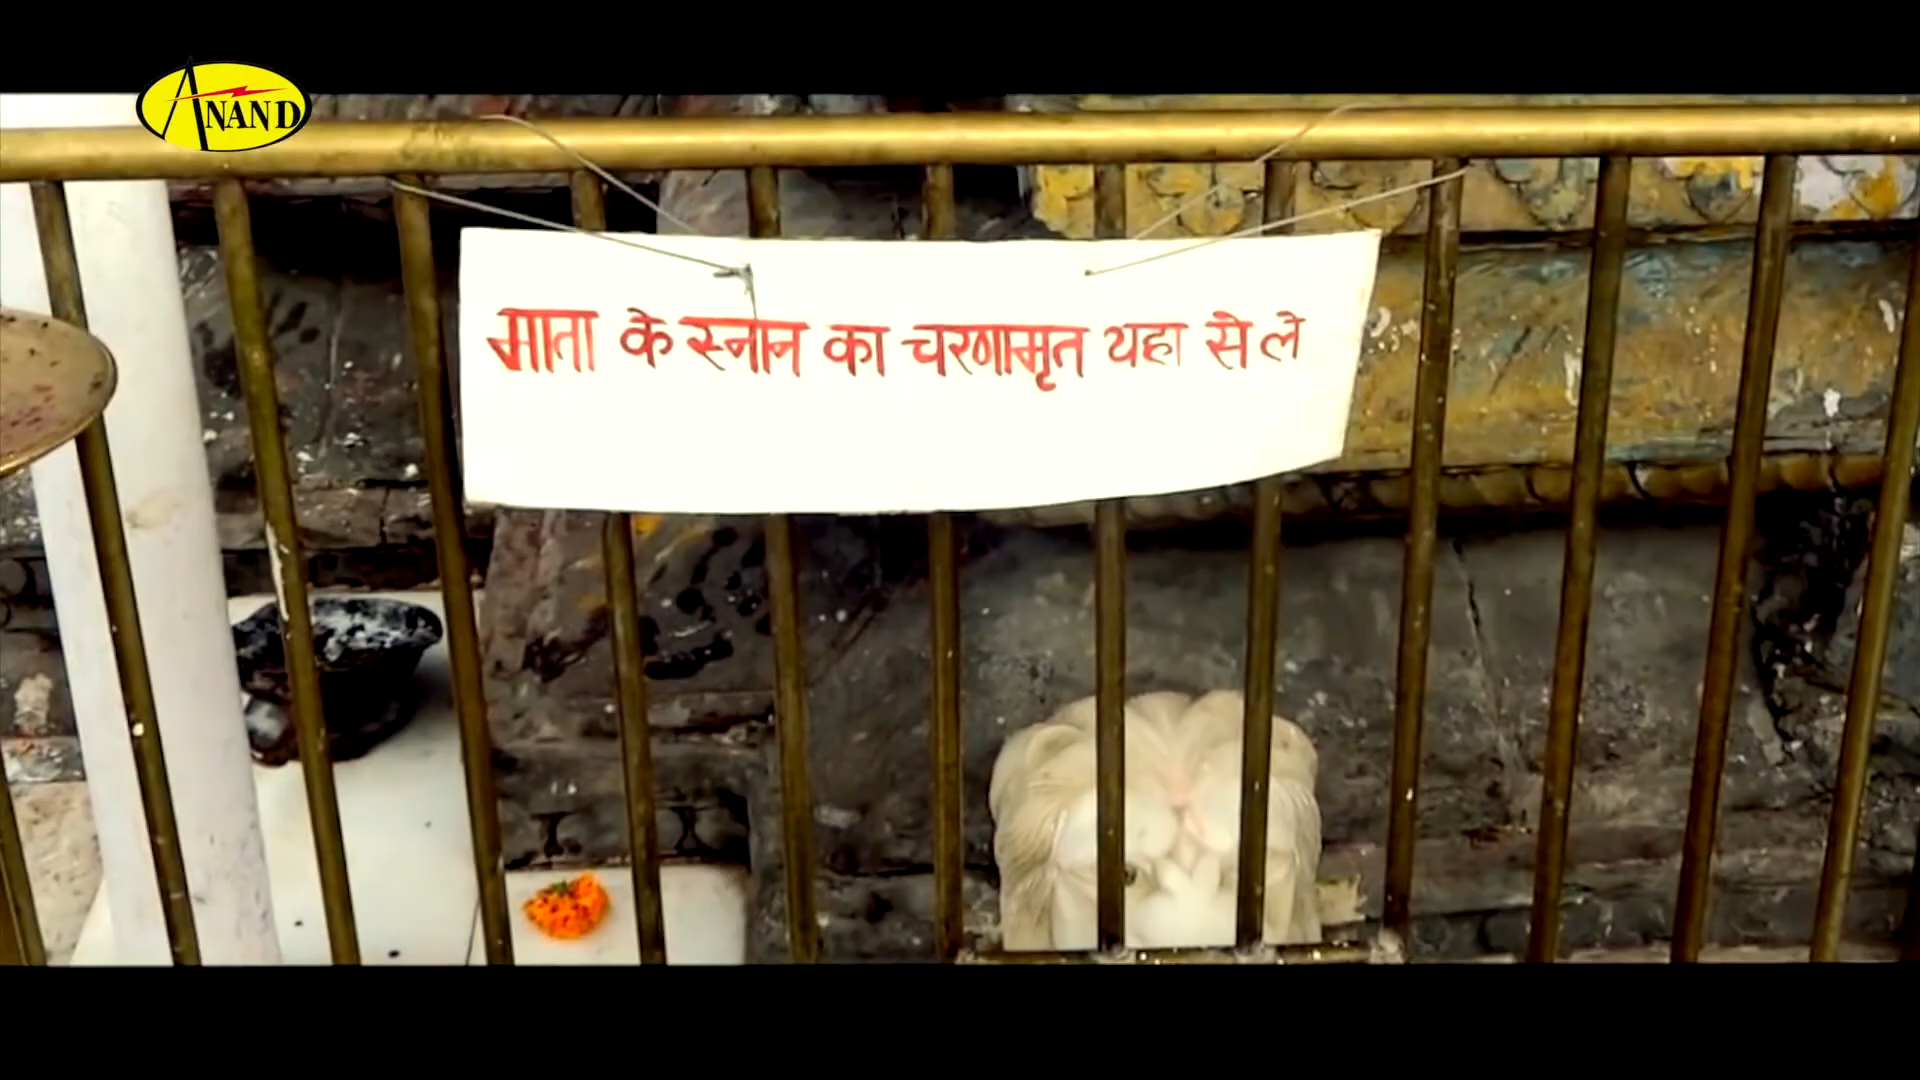 ANAND
माता के स्नान का चरणामृत यहा से ले